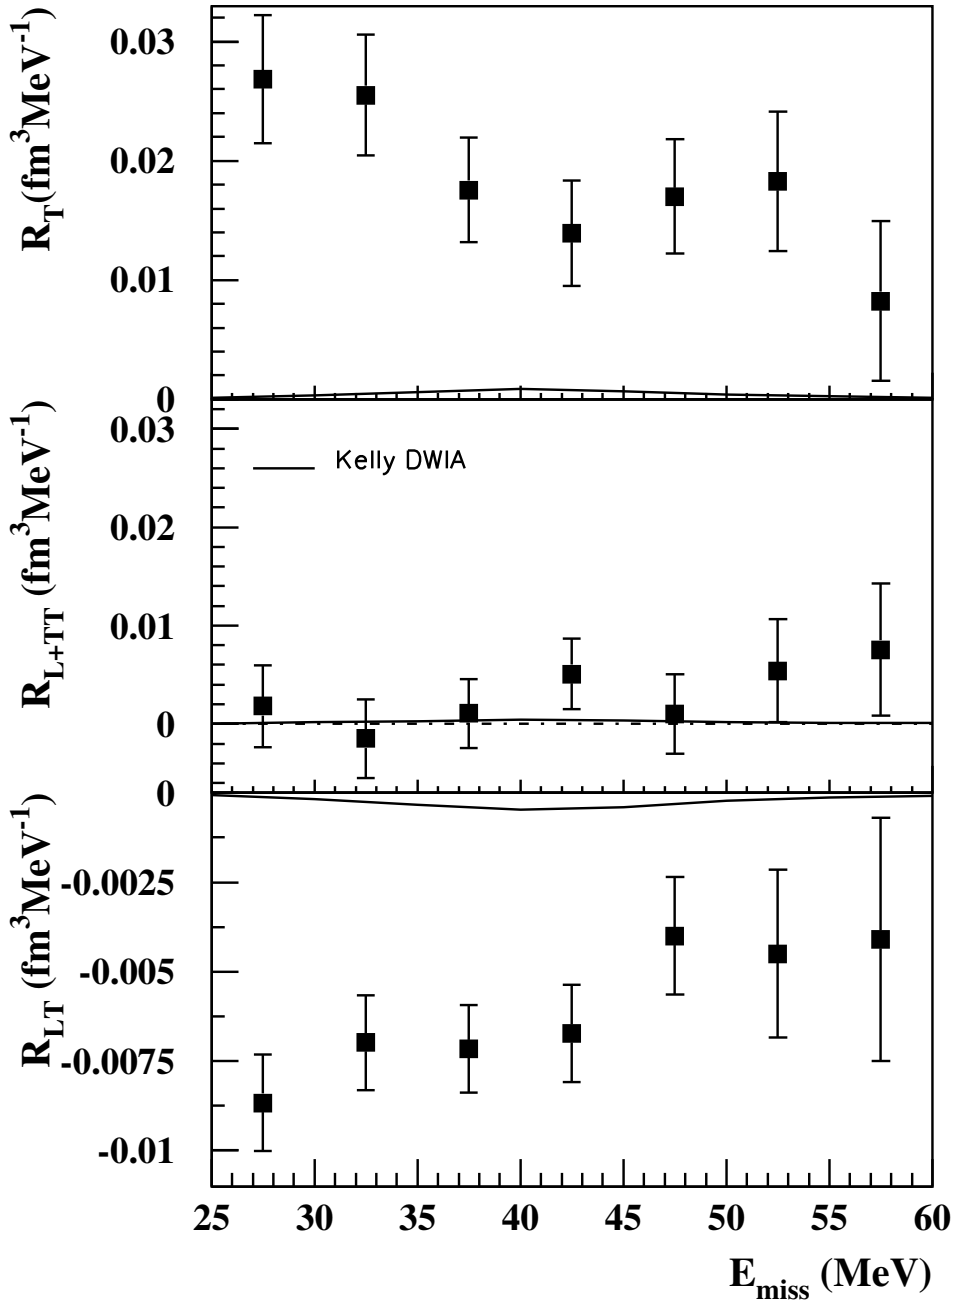 R_T(fm^3MeV^-1)
0.03
0.02
0.01
0
R_L+TT (fm^3MeV^-1)
0.03
0.02
0.01
0
Kelly DWIA
R_LT (fm^3MeV^-1)
0
-0.0025
-0.005
-0.0075
-0.01
25 30 35 40 45 50 55 60
E_miss (MeV)